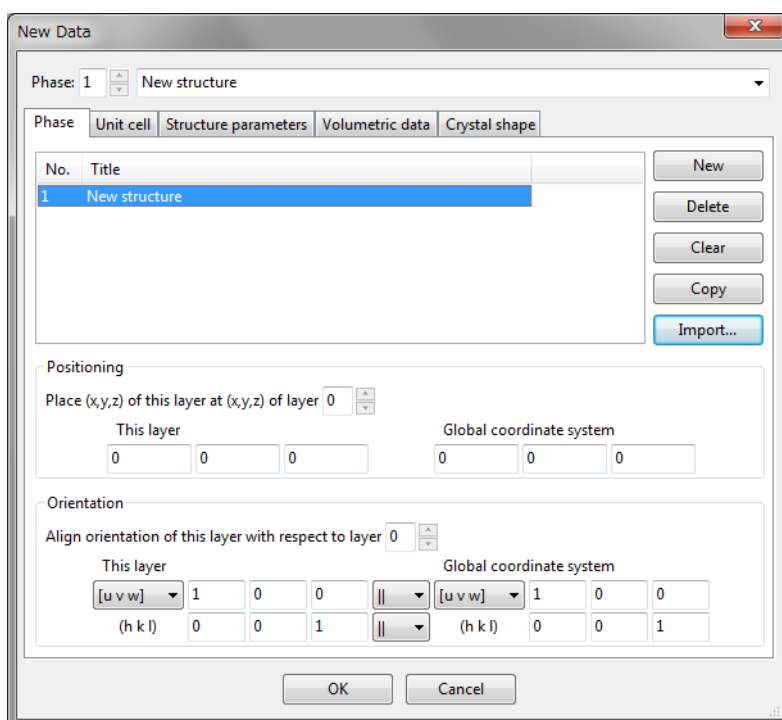 New Data
Phase: 1 New structure
Phase Unit cell Structure parameters Volumetric data Crystal shape
No. Title
1 New structure
New
Delete
Clear
Copy
Import...
Positioning
Place (x,y,z) of this layer at (x,y,z) of layer 0
This layer Global coordinate system
0 0 0 0 0 0
Orientation
Align orientation of this layer with respect to layer 0
This layer Global coordinate system
[u v w] 1 0 0 || [u v w] 1 0 0
(h k l) 0 0 1 || (h k l) 0 0 1
OK Cancel